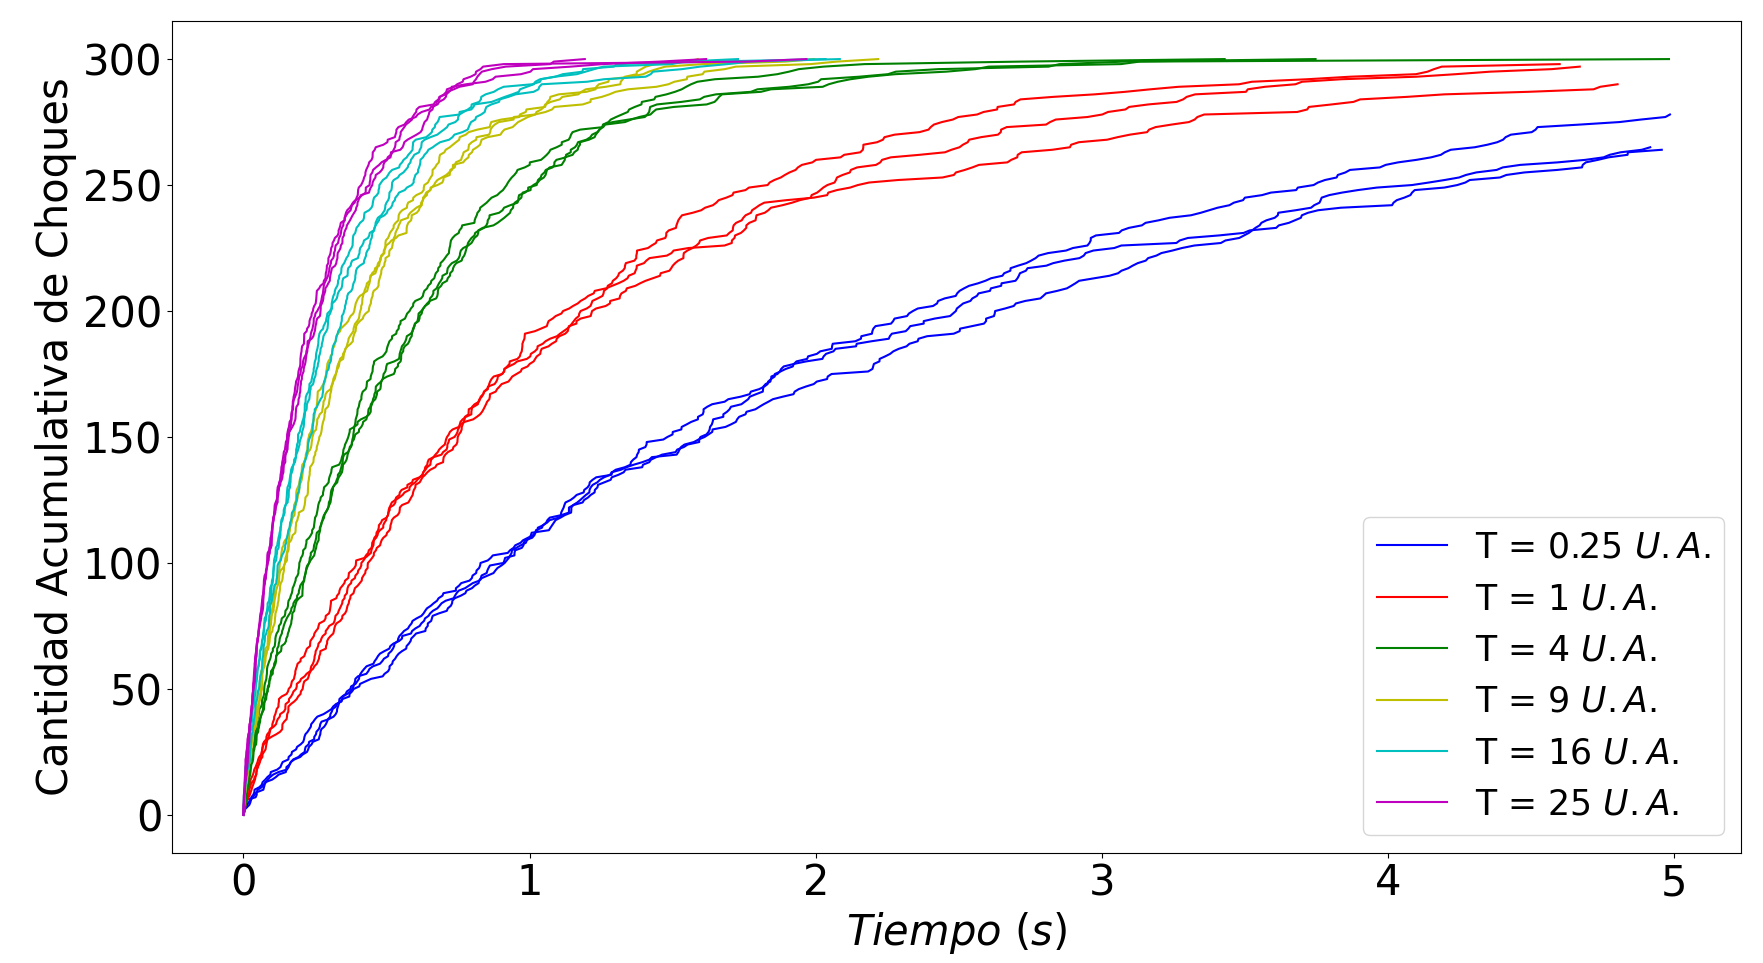 Cantidad Acumulativa de Choques
300
250
200
150
100
50
0
0 1 2 3 4 5
Tiempo (s)
T = 0.25 U.A.
T = 1 U.A.
T = 4 U.A.
T = 9 U.A.
T = 16 U.A.
T = 25 U.A.